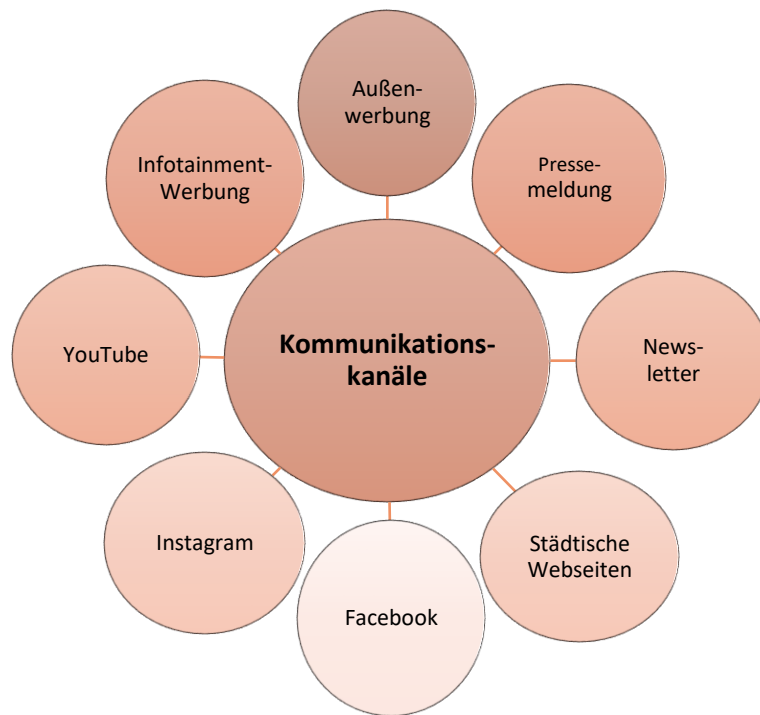 Außen-
werbung
Presse-
meldung
News-
letter
Städtische
Webseiten
Facebook
Instagram
YouTube
Infotainment-
Werbung
Kommunikations-
kanäle